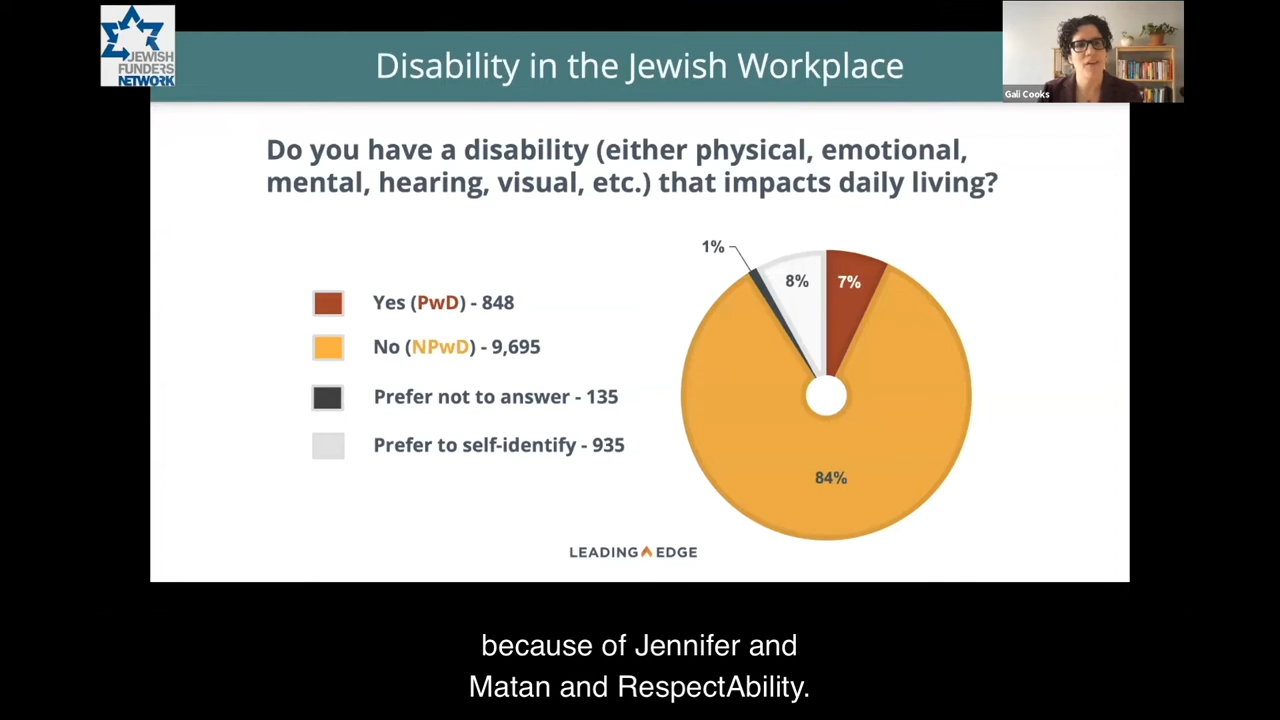 JEWISH
FUNDERS
NETWORK
Disability in the Jewish Workplace
Gali Cooks
Do you have a disability (either physical, emotional,
mental, hearing, visual, etc.) that impacts daily living?
1%
8%
7%
Yes (PwD) - 848
No (NPwD) - 9,695
Prefer not to answer - 135
Prefer to self-identify - 935
84%
LEADING EDGE
because of Jennifer and
Matan and RespectAbility.